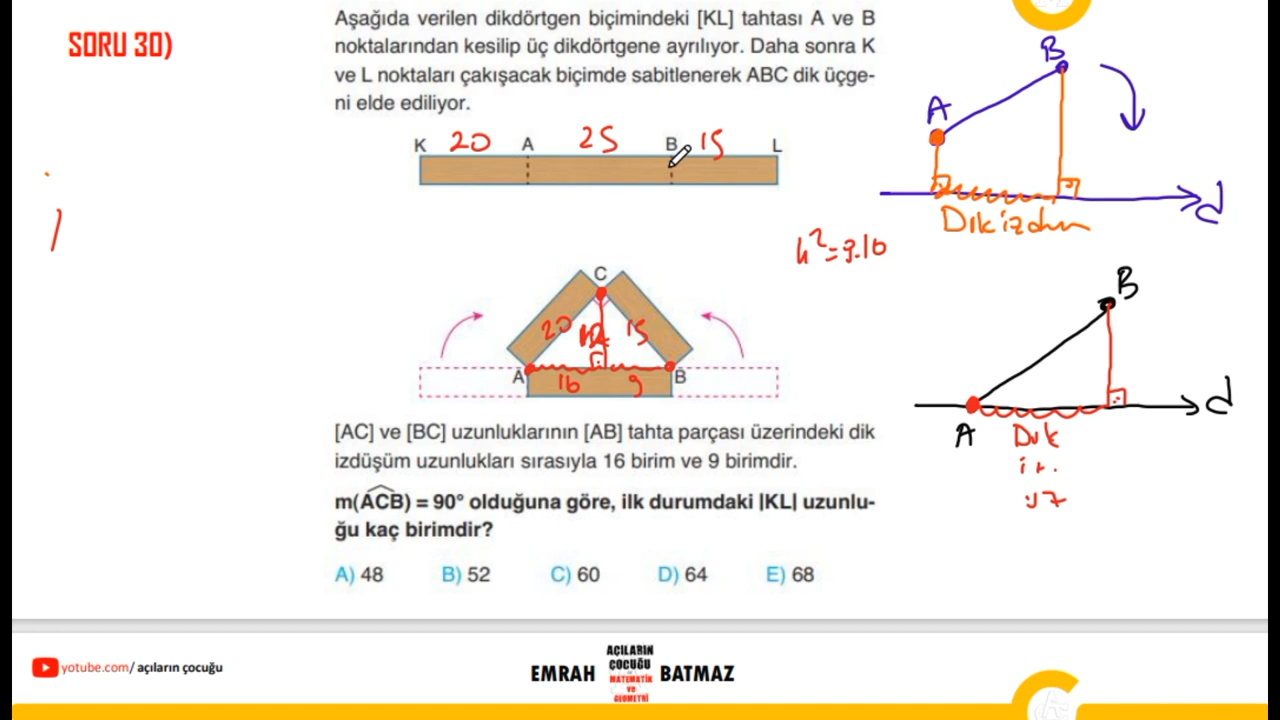 SORU 30)
Aşağıda verilen dikdörtgen biçimindeki [KL] tahtası A ve B
noktalarından kesilip üç dikdörtgene ayrılıyor. Daha sonra K
ve L noktaları çakışacak biçimde sabitlenerek ABC dik üçge-
ni elde ediliyor.
K 20 A 25 B 15 L
B
A
d
Dik izdüm
h²=9.16
C
20 15
A 16 9 B
B
A
d
Dik
[AC] ve [BC] uzunluklarının [AB] tahta parçası üzerindeki dik
izdüşüm uzunlukları sırasıyla 16 birim ve 9 birimdir.
m(ACB) = 90° olduğuna göre, ilk durumdaki |KL| uzunlu-
ğu kaç birimdir?
A) 48 B) 52 C) 60 D) 64 E) 68
yotube.com/ açıların çocuğu
EMRAH
AÇILARIN
ÇOCUĞU
MATEMATİK
ve
GEOMETRİ
BATMAZ